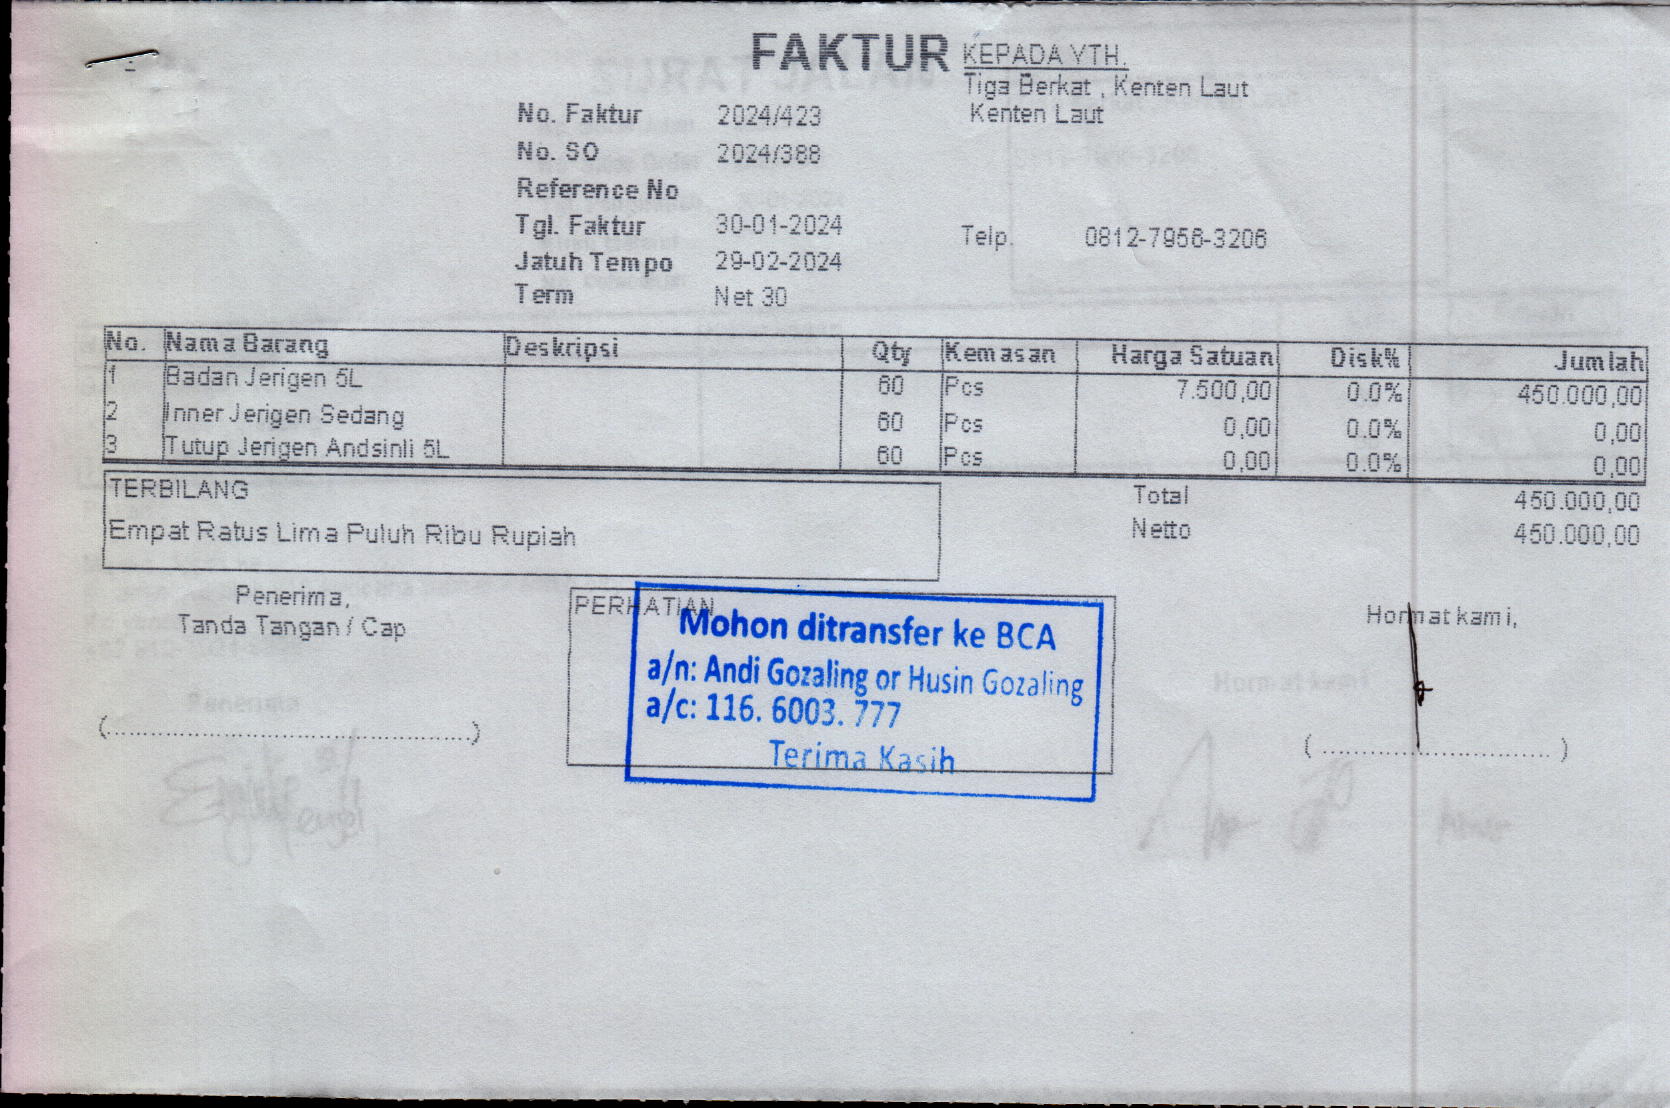 FAKTUR
KEPADA YTH.
Tiga Berkat , Kenten Laut
Kenten Laut
No. Faktur 2024/423
No. SO 2024/388
Reference No
Tgl. Faktur 30-01-2024
Telp. 0812-7956-3206
Jatuh Tempo 29-02-2024
Term Net 30
No. Nama Barang Deskripsi Qty Kemasan Harga Satuan Disk% Jumlah
1 Badan Jerigen 5L 60 Pcs 7.500,00 0.0% 450.000,00
2 Inner Jerigen Sedang 60 Pcs 0,00 0.0% 0,00
3 Tutup Jerigen Andsinli 5L 60 Pcs 0,00 0.0% 0,00
TERBILANG
Empat Ratus Lima Puluh Ribu Rupiah
Total 450.000,00
Netto 450.000,00
Penerima,
Tanda Tangan / Cap
(........................................)
PERHATIAN
Mohon ditransfer ke BCA
a/n: Andi Gozaling or Husin Gozaling
a/c: 116. 6003. 777
Terima Kasih
Hormat kami,
(.............................)